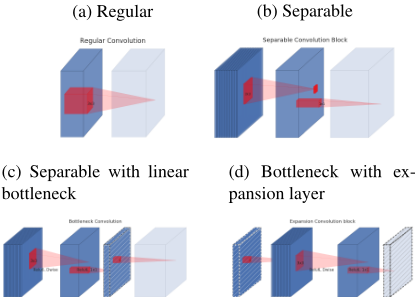 (a) Regular
(b) Separable
Regular Convolution
Separable Convolution Block
(c) Separable with linear
bottleneck
(d) Bottleneck with ex-
pansion layer
Bottleneck Convolution
Expansion Convolution block